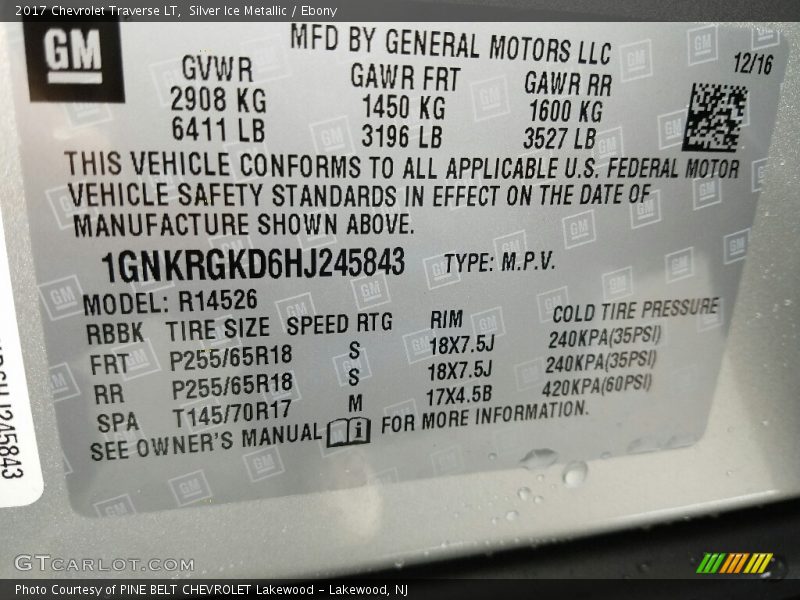 2017 Chevrolet Traverse LT, Silver Ice Metallic / Ebony
GM
MFD BY GENERAL MOTORS LLC
GVWR GAWR FRT GAWR RR 12/16
2908 KG 1450 KG 1600 KG
6411 LB 3196 LB 3527 LB
THIS VEHICLE CONFORMS TO ALL APPLICABLE U.S. FEDERAL MOTOR
VEHICLE SAFETY STANDARDS IN EFFECT ON THE DATE OF
MANUFACTURE SHOWN ABOVE.
1GNKRGKD6HJ245843 TYPE: M.P.V.
MODEL: R14526
RBBK TIRE SIZE SPEED RTG RIM COLD TIRE PRESSURE
FRT P255/65R18 S 18X7.5J 240KPA(35PSI)
RR P255/65R18 S 18X7.5J 240KPA(35PSI)
SPA T145/70R17 M 17X4.5B 420KPA(60PSI)
SEE OWNER'S MANUAL i FOR MORE INFORMATION.
J245843
GTCARLOT.COM
Photo Courtesy of PINE BELT CHEVROLET Lakewood - Lakewood, NJ